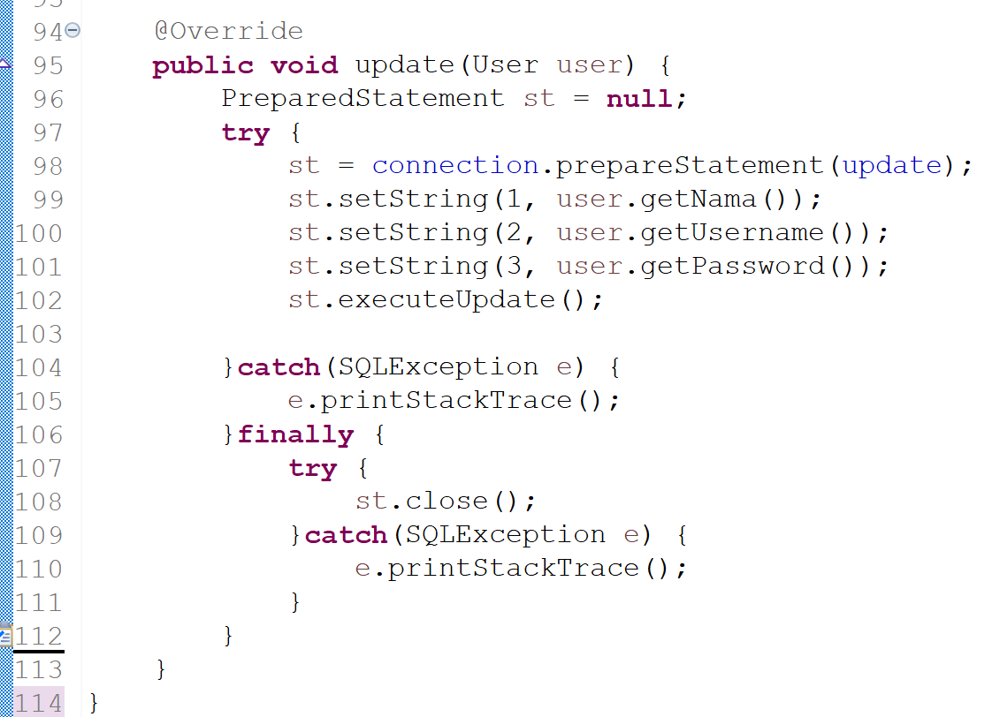 93
94 @Override
95 public void update(User user) {
96 PreparedStatement st = null;
97 try {
98 st = connection.prepareStatement(update);
99 st.setString(1, user.getNama());
100 st.setString(2, user.getUsername());
101 st.setString(3, user.getPassword());
102 st.executeUpdate();
103
104 }catch(SQLException e) {
105 e.printStackTrace();
106 }finally {
107 try {
108 st.close();
109 }catch(SQLException e) {
110 e.printStackTrace();
111 }
112 }
113 }
114 }